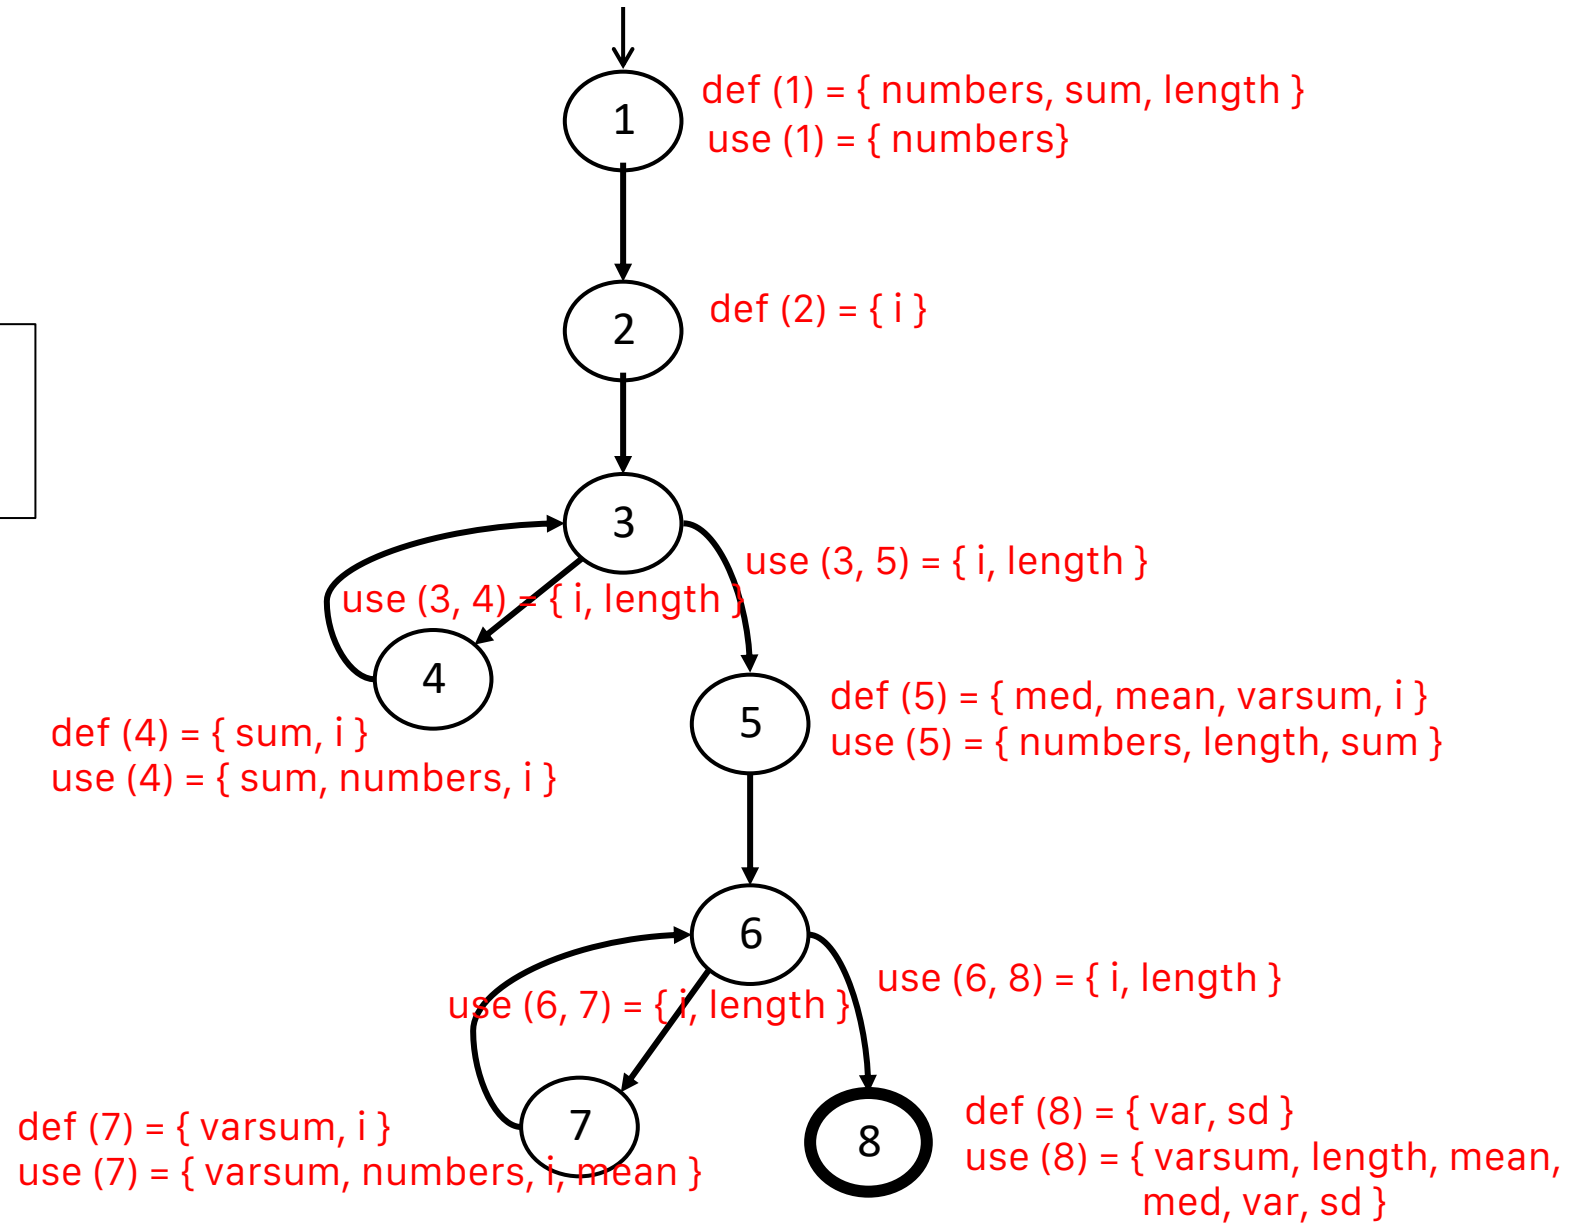 1
def (1) = { numbers, sum, length }
use (1) = { numbers}
2
def (2) = { i }
3
use (3, 5) = { i, length }
use (3, 4) = { i, length }
4
def (4) = { sum, i }
use (4) = { sum, numbers, i }
5
def (5) = { med, mean, varsum, i }
use (5) = { numbers, length, sum }
6
use (6, 8) = { i, length }
use (6, 7) = { i, length }
7
def (7) = { varsum, i }
use (7) = { varsum, numbers, i, mean }
8
def (8) = { var, sd }
use (8) = { varsum, length, mean,
med, var, sd }